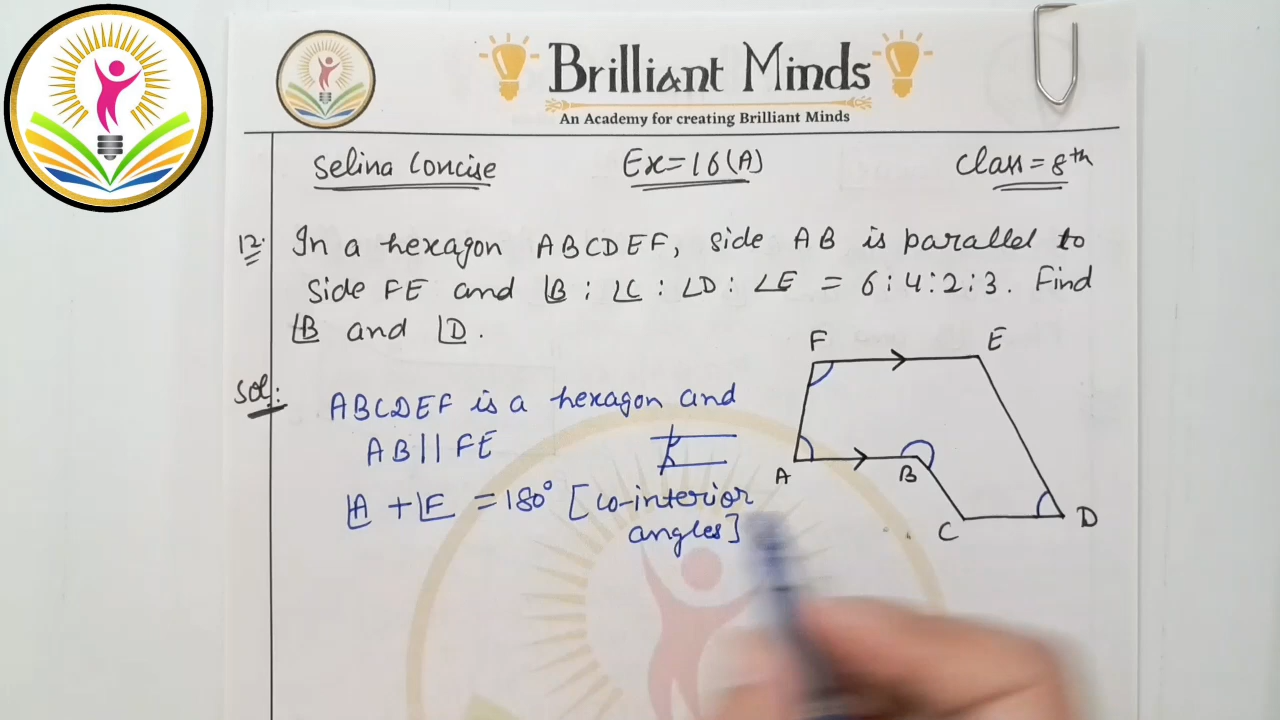 Brilliant Minds
An Academy for creating Brilliant Minds
Selina Concise Ex=16(A) Class=8th
12. In a hexagon ABCDEF, side AB is parallel to
side FE and ∠B : ∠C : ∠D : ∠E = 6:4:2:3. Find
∠B and ∠D.
Sol:
ABCDEF is a hexagon and
AB||FE
∠A + ∠F = 180° [co-interior
angles]
F E
A B
C D